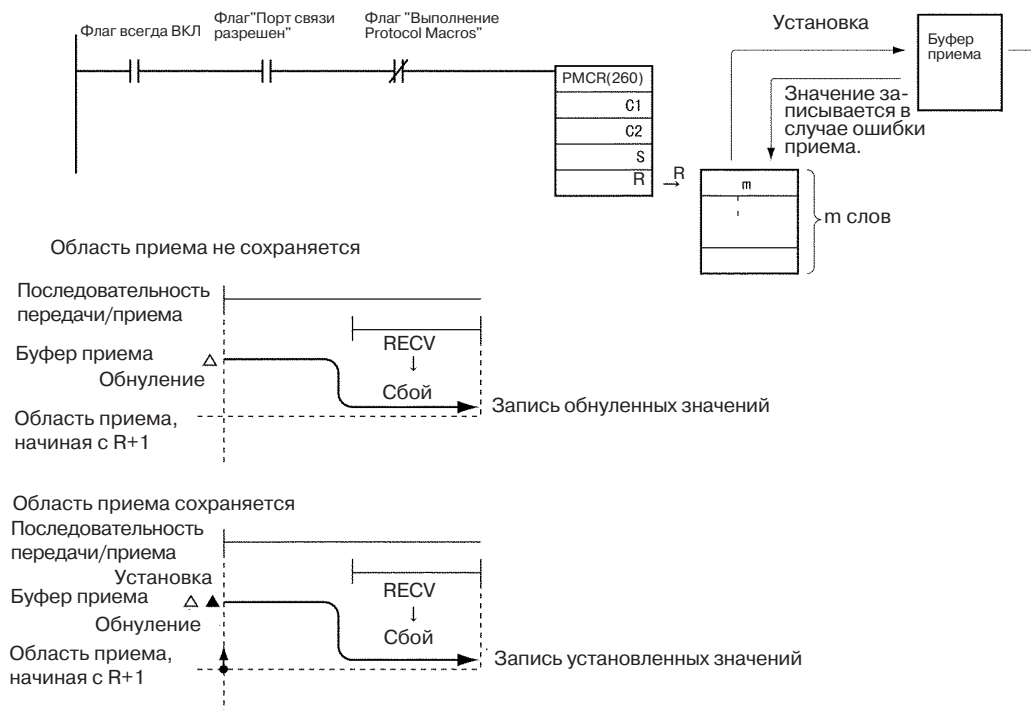 Флаг всегда ВКЛ
Флаг"Порт связи
разрешен"
Флаг "Выполнение
Protocol Macros"
PMCR(260)
C1
C2
S
R
R
m
m слов
Установка
Буфер
приема
Значение за-
писывается в
случае ошибки
приема.
Область приема не сохраняется
Последовательность
передачи/приема
Буфер приема
Обнуление
Область приема,
начиная с R+1
RECV
Сбой
Запись обнуленных значений
Область приема сохраняется
Последовательность
передачи/приема
Установка
Буфер приема
Обнуление
Область приема,
начиная с R+1
RECV
Сбой
Запись установленных значений